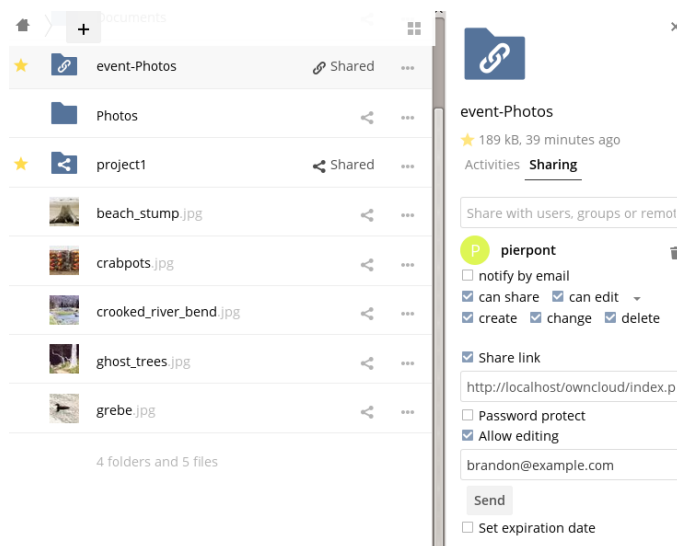 Documents
+
event-Photos Shared
Photos
project1 Shared
beach_stump.jpg
crabpots.jpg
crooked_river_bend.jpg
ghost_trees.jpg
grebe.jpg
4 folders and 5 files
event-Photos
189 kB, 39 minutes ago
Activities Sharing
Share with users, groups or remot
P pierpont
notify by email
can share can edit
create change delete
Share link
http://localhost/owncloud/index.p
Password protect
Allow editing
brandon@example.com
Send
Set expiration date